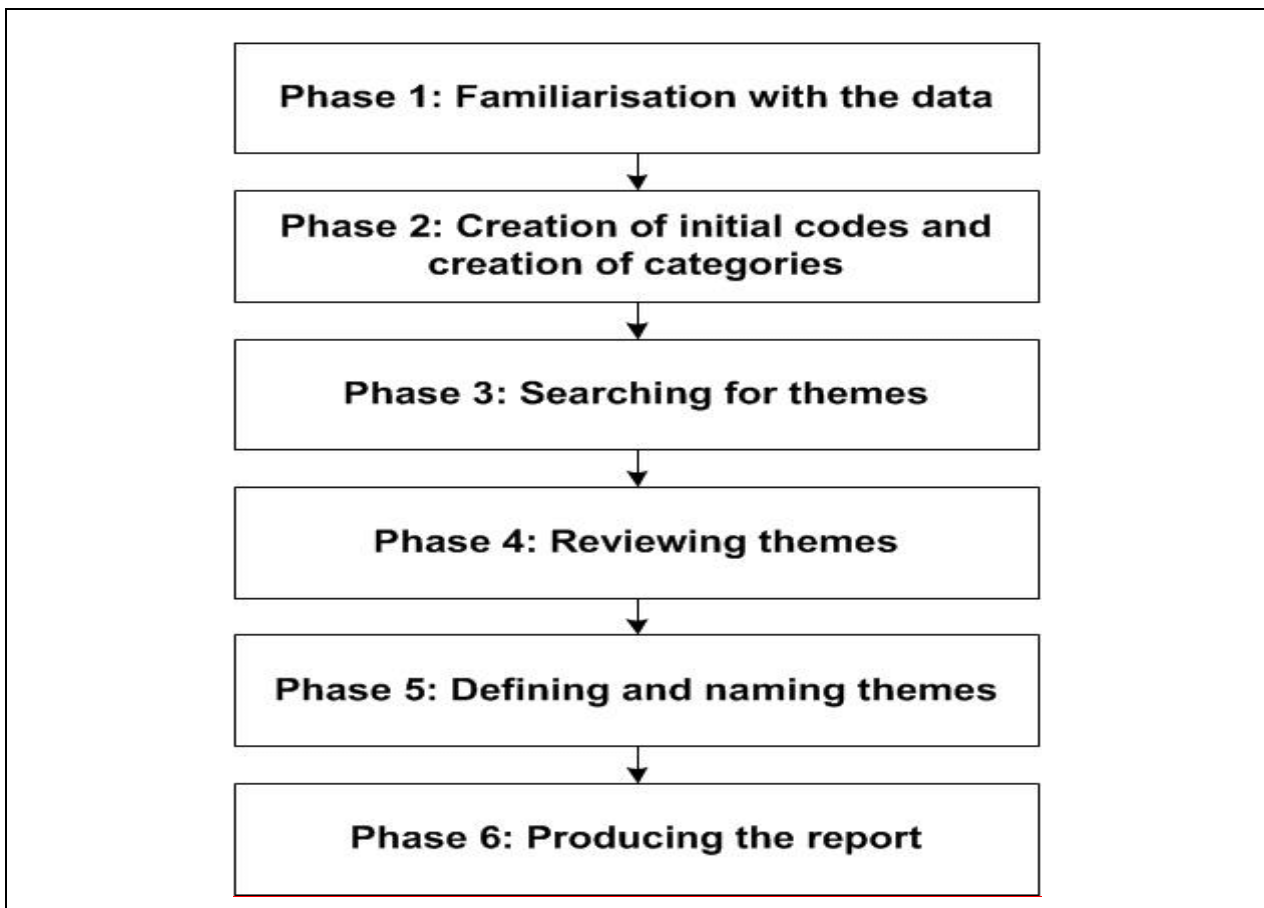 Phase 1: Familiarisation with the data
Phase 2: Creation of initial codes and
creation of categories
Phase 3: Searching for themes
Phase 4: Reviewing themes
Phase 5: Defining and naming themes
Phase 6: Producing the report